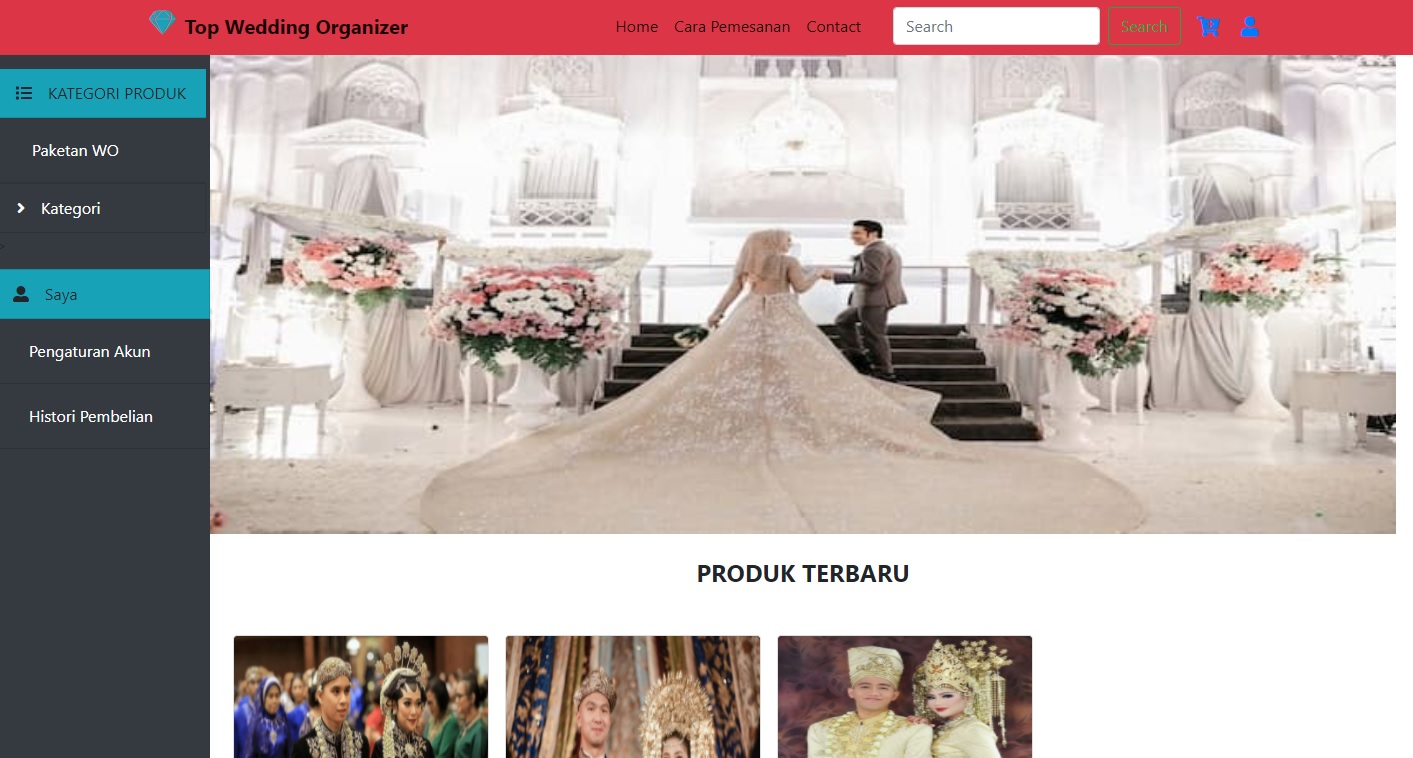 Top Wedding Organizer
Home Cara Pemesanan Contact Search Search
KATEGORI PRODUK
Paketan WO
Kategori
>
Saya
Pengaturan Akun
Histori Pembelian
PRODUK TERBARU